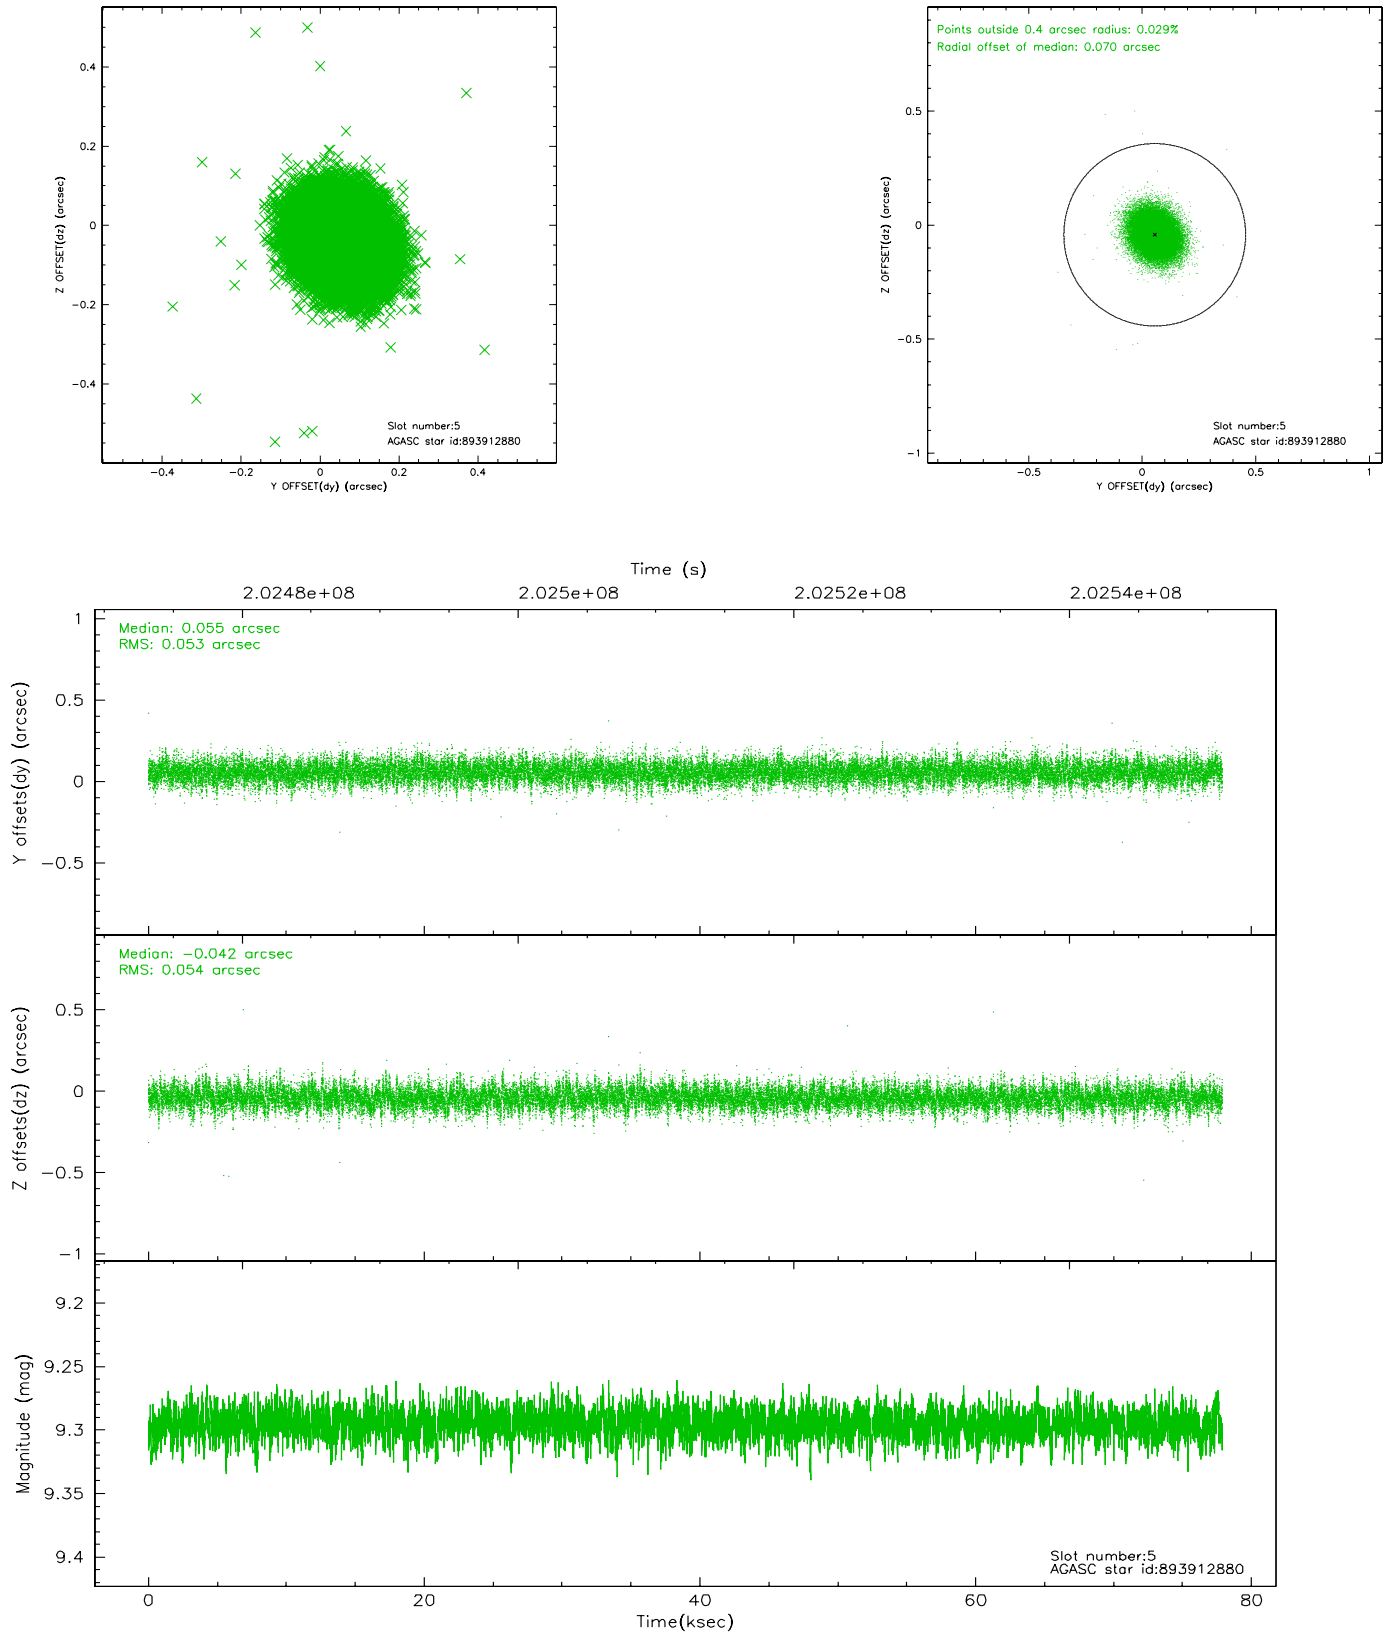 0.4
0.2
0
−0.2
−0.4
Z OFFSET(dz) (arcsec)
Slot number:5
AGASC star id:893912880
−0.4
−0.2
0
0.2
0.4
Y OFFSET(dy) (arcsec)
Points outside 0.4 arcsec radius: 0.029%
Radial offset of median: 0.070 arcsec
0.5
0
−0.5
−1
Z OFFSET(dz) (arcsec)
Slot number:5
AGASC star id:893912880
−0.5
0
0.5
1
Y OFFSET(dy) (arcsec)
Time (s)
2.0248e+08
2.025e+08
2.0252e+08
2.0254e+08
Median: 0.055 arcsec
RMS: 0.053 arcsec
1
0.5
0
−0.5
Y offsets(dy) (arcsec)
Median: −0.042 arcsec
RMS: 0.054 arcsec
0.5
0
−0.5
−1
Z offsets(dz) (arcsec)
9.2
9.25
9.3
9.35
9.4
Magnitude (mag)
Slot number:5
AGASC star id:893912880
0
20
40
60
80
Time(ksec)